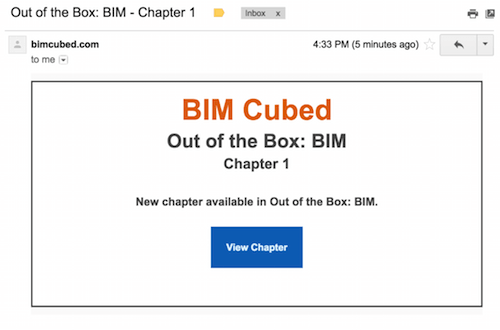 Out of the Box: BIM - Chapter 1 Inbox x
bimcubed.com 4:33 PM (5 minutes ago)
to me
BIM Cubed
Out of the Box: BIM
Chapter 1
New chapter available in Out of the Box: BIM.
View Chapter